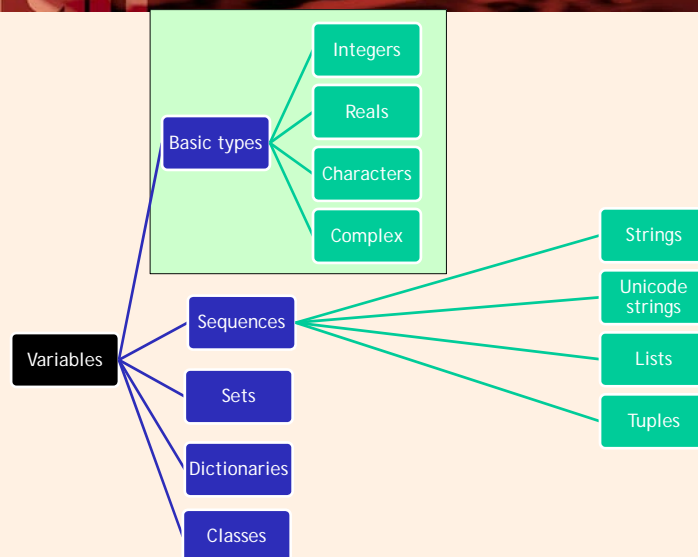 Integers
Reals
Basic types
Characters
Complex
Strings
Unicode
strings
Sequences
Variables
Lists
Sets
Tuples
Dictionaries
Classes